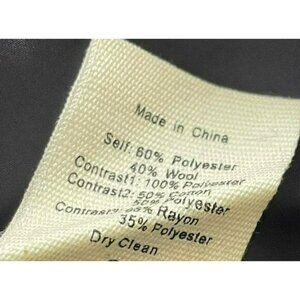 Made in China
Self: 60% Polyester
40% Wool
Contrast1: 100% Polyester
Contrast2: 50% Cotton
50% Polyester
Rayon
35% Polyester
Dry Clean